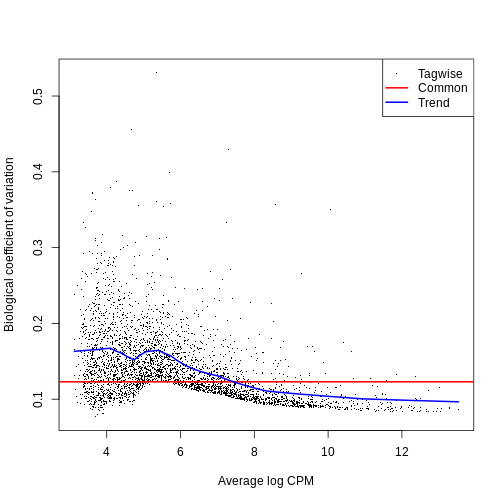 Tagwise
Common
Trend
Biological coefficient of variation
0.5
0.4
0.3
0.2
0.1
4 6 8 10 12
Average log CPM